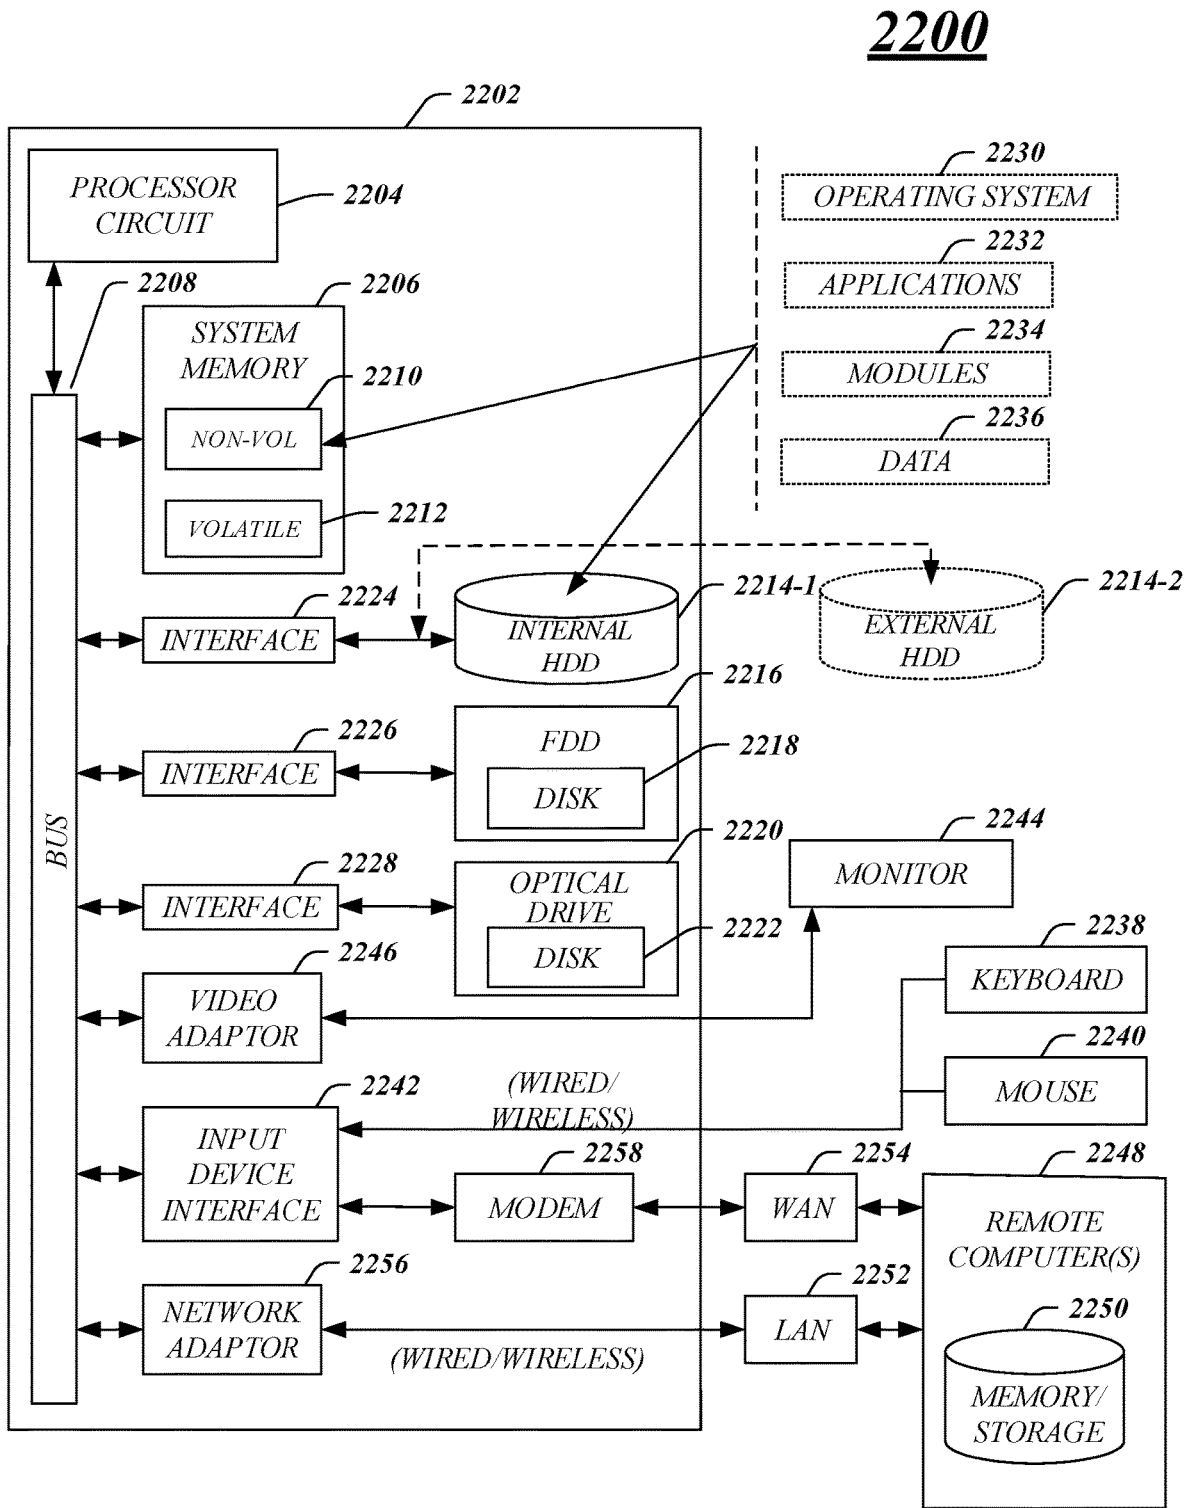 2200
2202
PROCESSOR
CIRCUIT
2204
2230
OPERATING SYSTEM
2232
APPLICATIONS
2234
MODULES
2236
DATA
2208
2206
SYSTEM
MEMORY
2210
NON-VOL
2212
VOLATILE
2224
INTERFACE
2214-1
INTERNAL
HDD
2214-2
EXTERNAL
HDD
2226
INTERFACE
2216
FDD
2218
DISK
BUS
2228
INTERFACE
2220
OPTICAL
DRIVE
2222
DISK
2244
MONITOR
2246
VIDEO
ADAPTOR
2238
KEYBOARD
2240
MOUSE
(WIRED/
WIRELESS)
2242
INPUT
DEVICE
INTERFACE
2258
MODEM
2254
WAN
2248
REMOTE
COMPUTER(S)
2256
NETWORK
ADAPTOR
(WIRED/WIRELESS)
2252
LAN
2250
MEMORY/
STORAGE